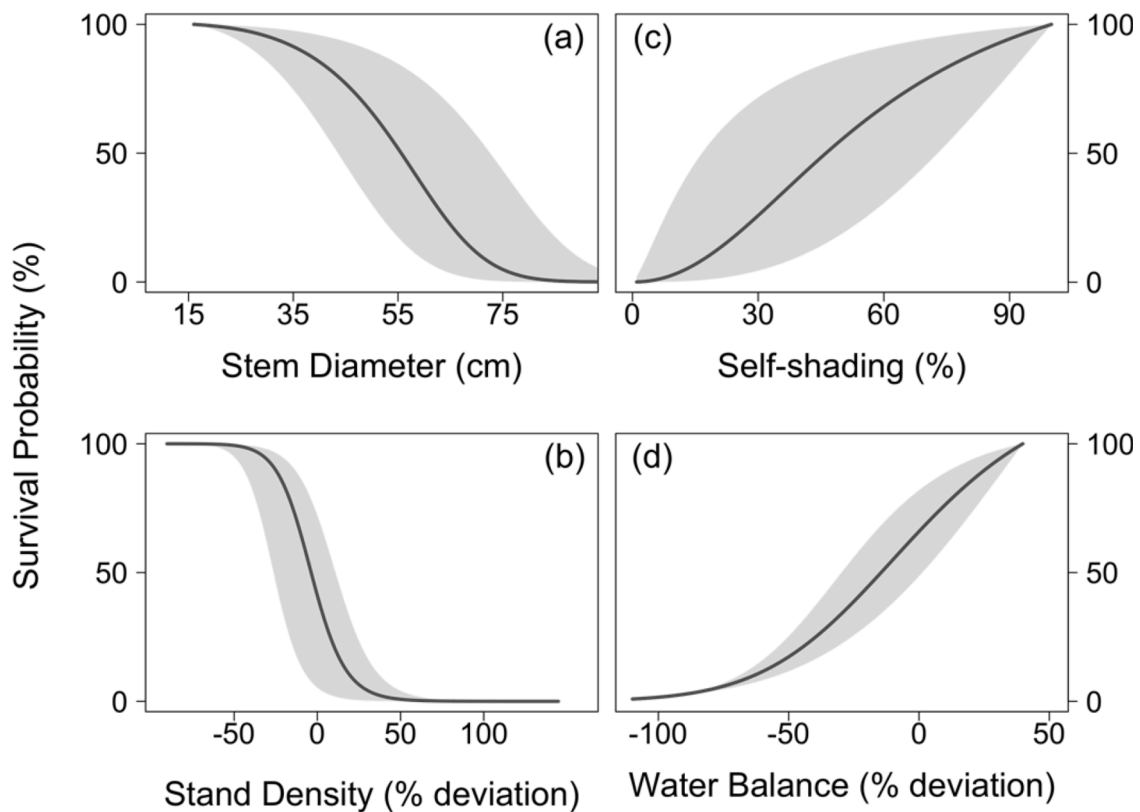 Survival Probability (%)
100
50
0
(a)
15 35 55 75
Stem Diameter (cm)
(c)
100
50
0
0 30 60 90
Self-shading (%)
100
50
0
(b)
-50 0 50 100
Stand Density (% deviation)
(d)
100
50
0
-100 -50 0 50
Water Balance (% deviation)